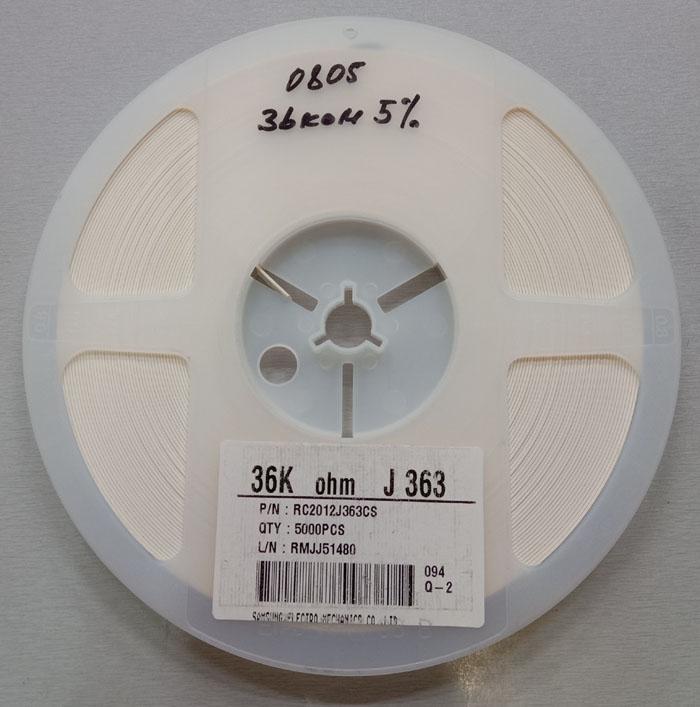 0805
36ком 5%
36K ohm J 363
P/N : RC2012J363CS
QTY : 5000PCS
L/N : RMJJ51480
094
Q-2
SAMSUNG ELECTRO MECHANICS CO.,LTD.